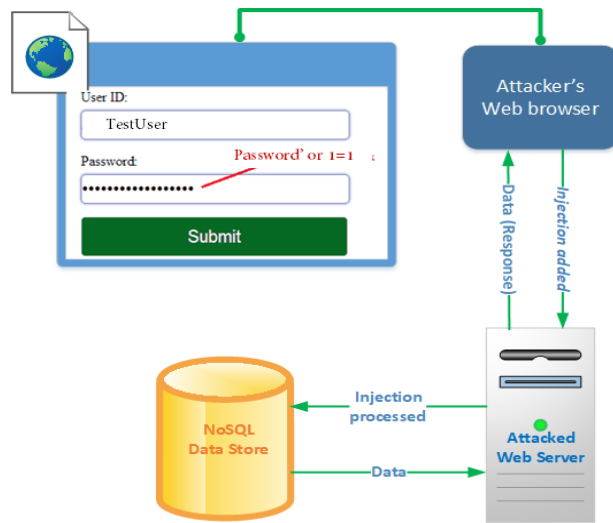 User ID:
TestUser
Password:
Password' or 1=1
••••••••••••••••••
Submit
Attacker's
Web browser
Data (Response)
Injection added
NoSQL
Data Store
Injection
processed
Data
Attacked
Web Server